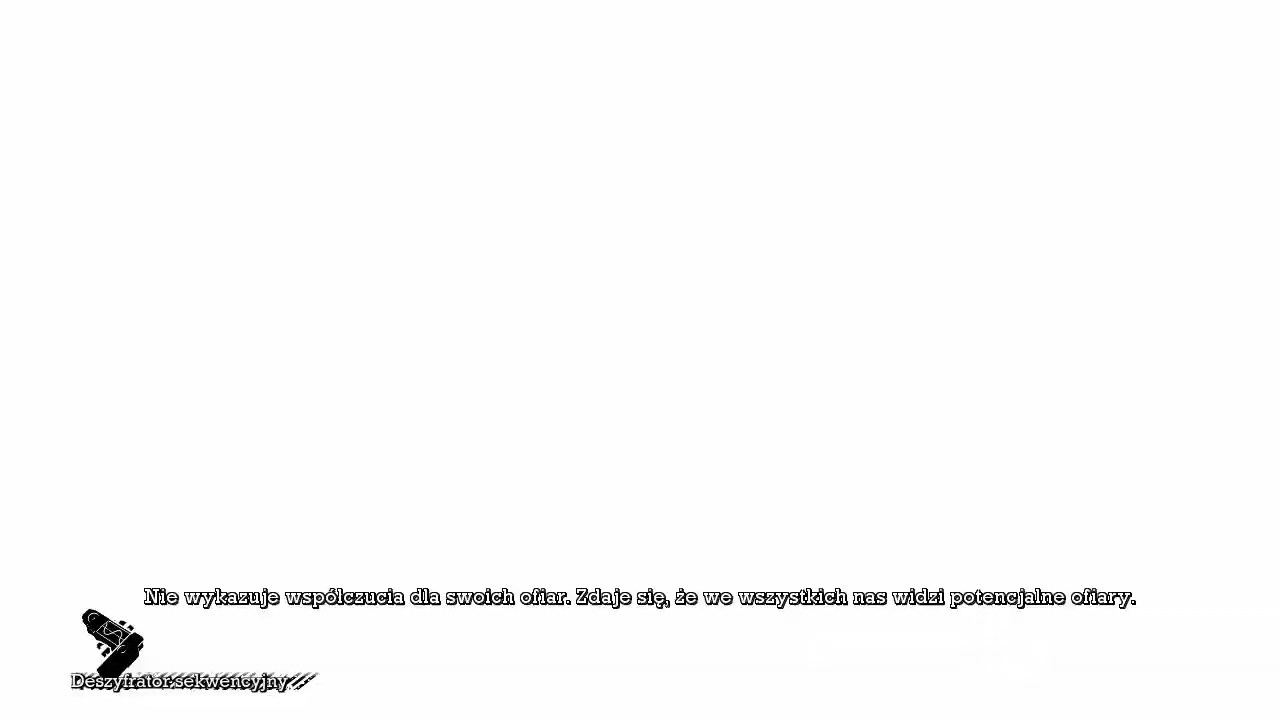 Nie wykazuje współczucia dla swoich ofiar. Zdaje się, że we wszystkich nas widzi potencjalne ofiary.
Deszyfrator sekwencyjny